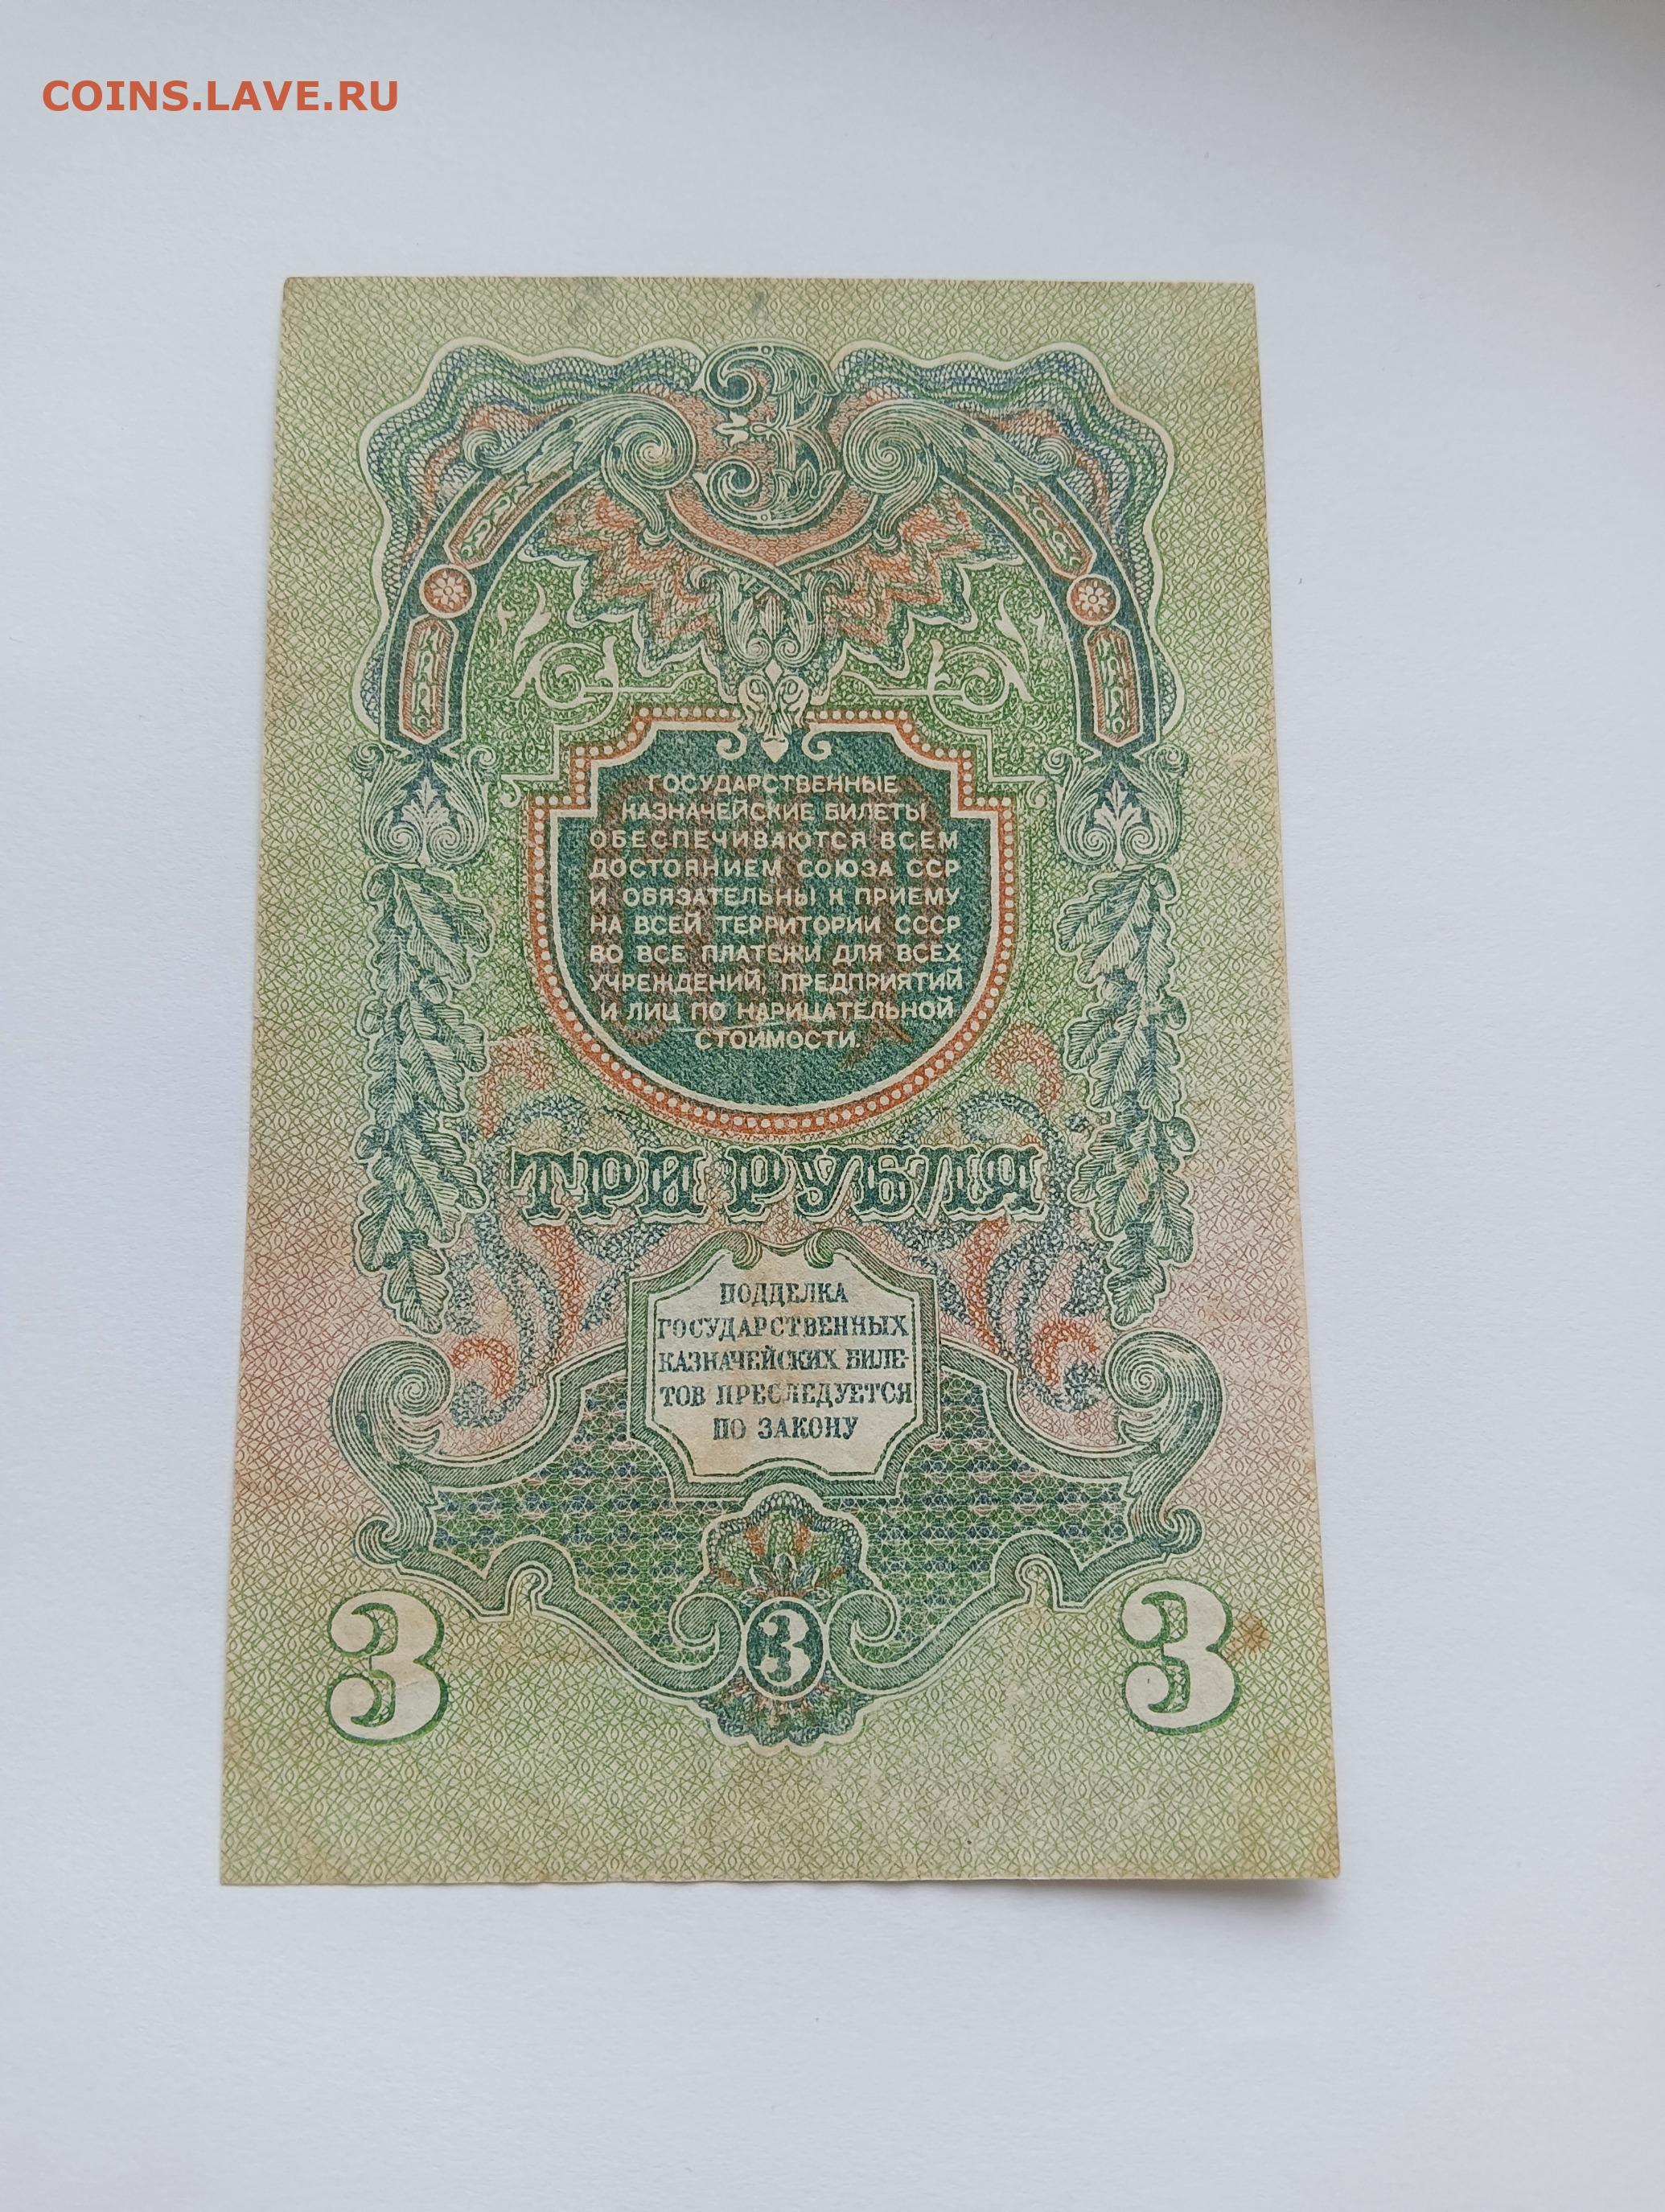 COINS.LAVE.RU
3
ГОСУДАРСТВЕННЫЕ
КАЗНАЧЕЙСКИЕ БИЛЕТЫ
ОБЕСПЕЧИВАЮТСЯ ВСЕМ
ДОСТОЯНИЕМ СОЮЗА ССР
И ОБЯЗАТЕЛЬНЫ К ПРИЕМУ
НА ВСЕЙ ТЕРРИТОРИИ СССР
ВО ВСЕ ПЛАТЕЖИ ДЛЯ ВСЕХ
УЧРЕЖДЕНИЙ, ПРЕДПРИЯТИЙ
И ЛИЦ ПО НАРИЦАТЕЛЬНОЙ
СТОИМОСТИ.
ТРИ РУБЛЯ
ПОДДЕЛКА
ГОСУДАРСТВЕННЫХ
КАЗНАЧЕЙСКИХ БИЛЕ-
ТОВ ПРЕСЛЕДУЕТСЯ
ПО ЗАКОНУ
3 3 3